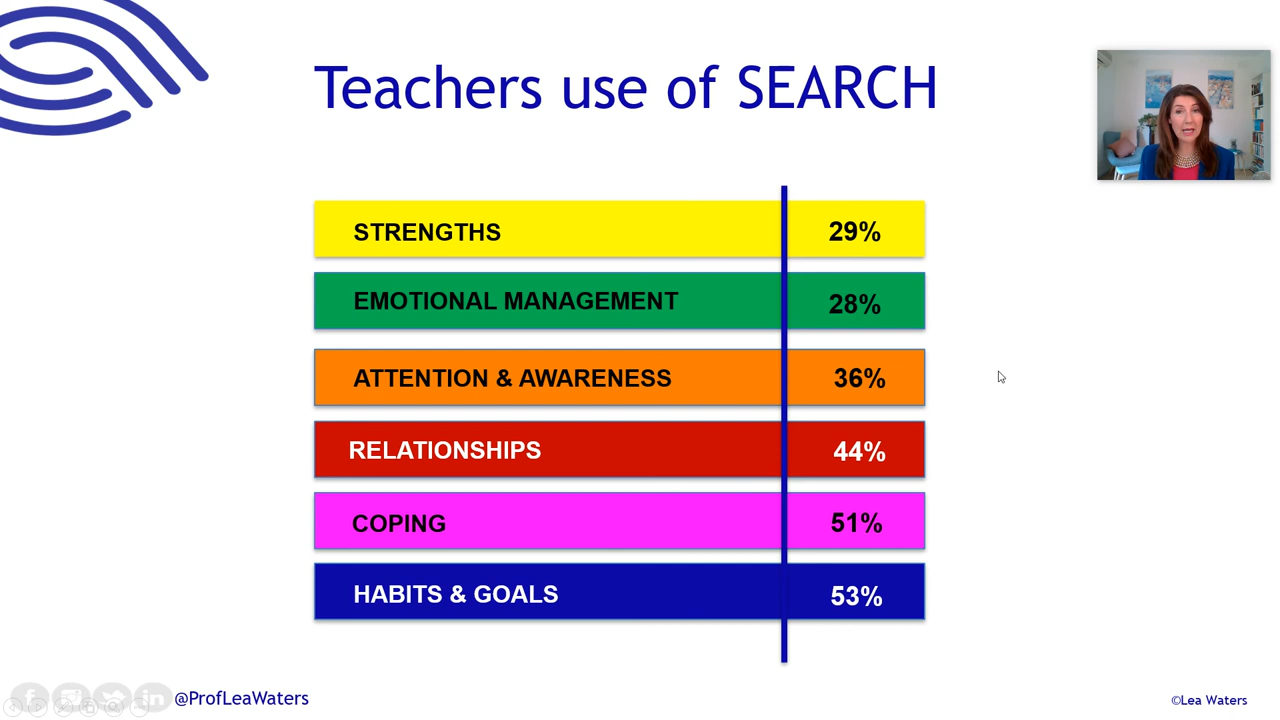 Teachers use of SEARCH
STRENGTHS 29%
EMOTIONAL MANAGEMENT 28%
ATTENTION & AWARENESS 36%
RELATIONSHIPS 44%
COPING 51%
HABITS & GOALS 53%
@ProfLeaWaters
©Lea Waters